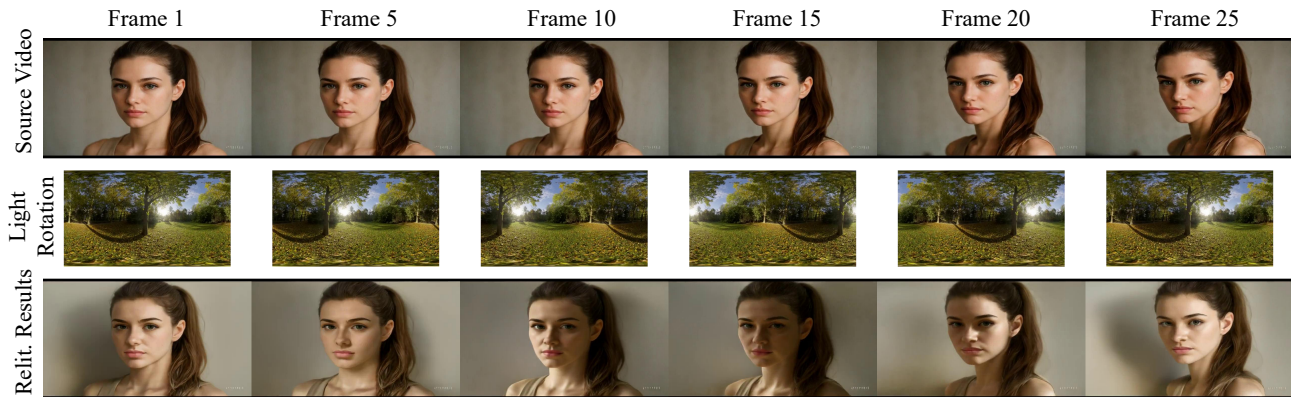 Frame 1 Frame 5 Frame 10 Frame 15 Frame 20 Frame 25
Source Video
Light
Rotation
Relit. Results